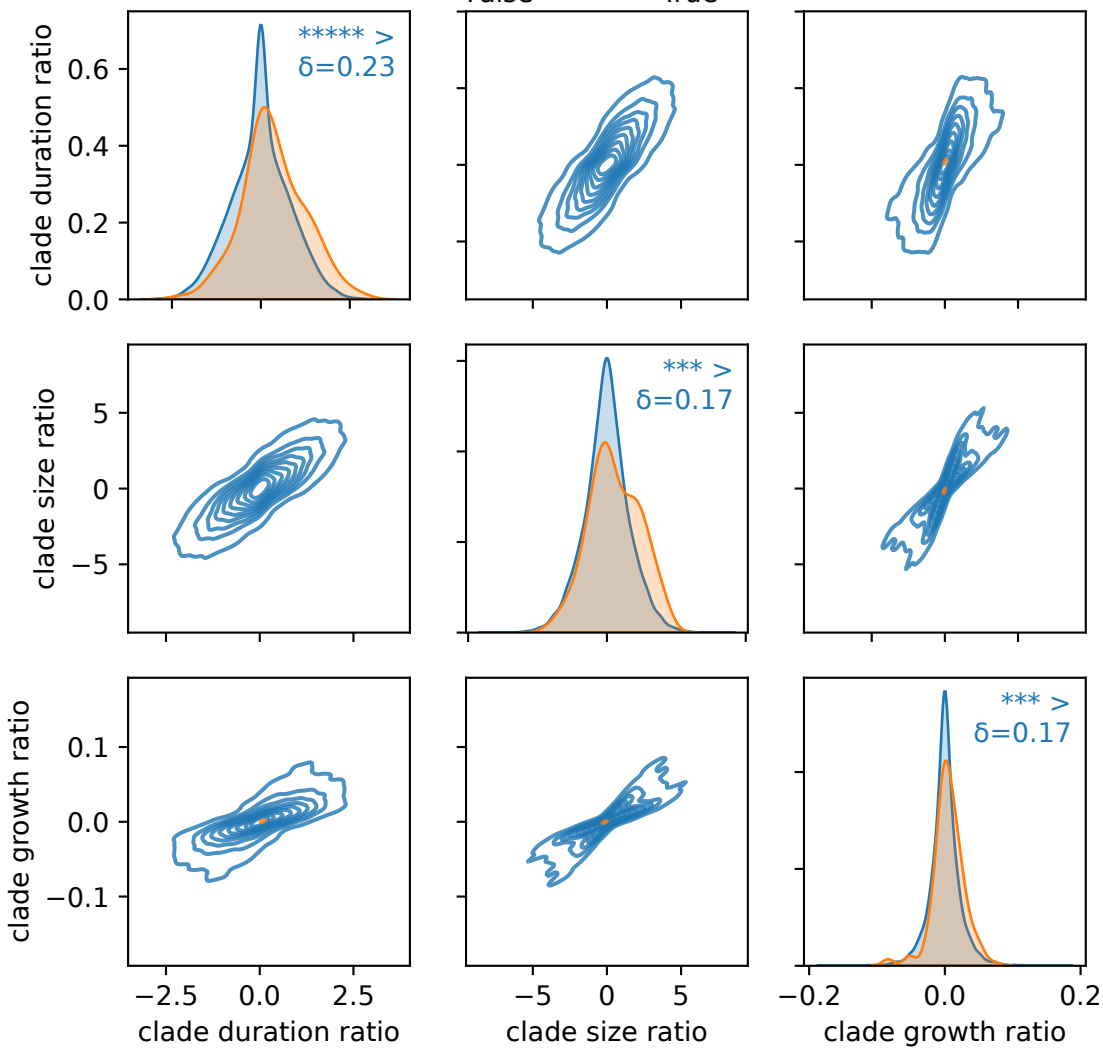 True
clade duration ratio
0.6
0.4
0.2
0.0
***** >
δ=0.23
clade size ratio
5
0
−5
*** >
δ=0.17
clade growth ratio
0.1
0.0
−0.1
*** >
δ=0.17
−2.5 0.0 2.5
−5 0 5
−0.2 0.0 0.2
clade duration ratio
clade size ratio
clade growth ratio